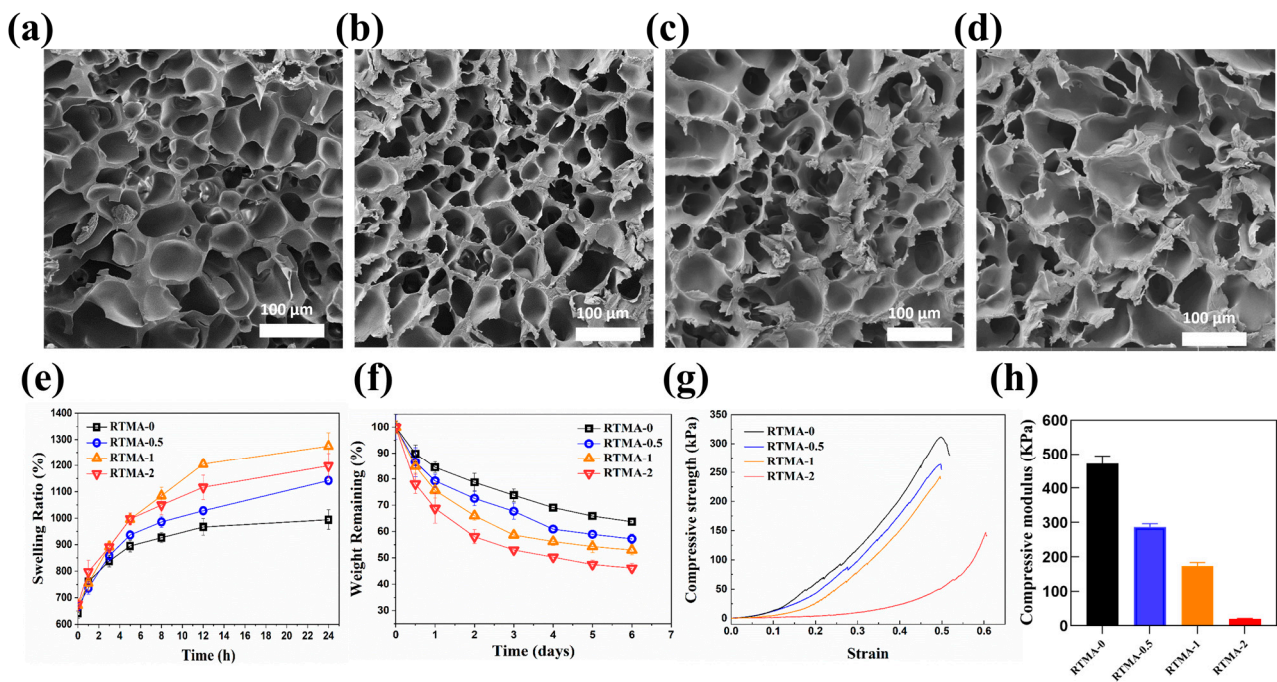 (a)
(b)
(c)
(d)
100 μm
100 μm
100 μm
100 μm
(e)
(f)
(g)
(h)
Swelling Ratio (%)
1400
1300
1200
1100
1000
900
800
700
600
RTMA-0
RTMA-0.5
RTMA-1
RTMA-2
0 2 4 6 8 10 12 14 16 18 20 22 24
Time (h)
Weight Remaining (%)
100
90
80
70
60
50
40
30
RTMA-0
RTMA-0.5
RTMA-1
RTMA-2
0 1 2 3 4 5 6 7
Time (days)
Compressive strength (kPa)
350
300
250
200
150
100
50
0
RTMA-0
RTMA-0.5
RTMA-1
RTMA-2
0.0 0.1 0.2 0.3 0.4 0.5 0.6
Strain
Compressive modulus (KPa)
600
500
400
300
200
100
0
RTMA-0
RTMA-0.5
RTMA-1
RTMA-2